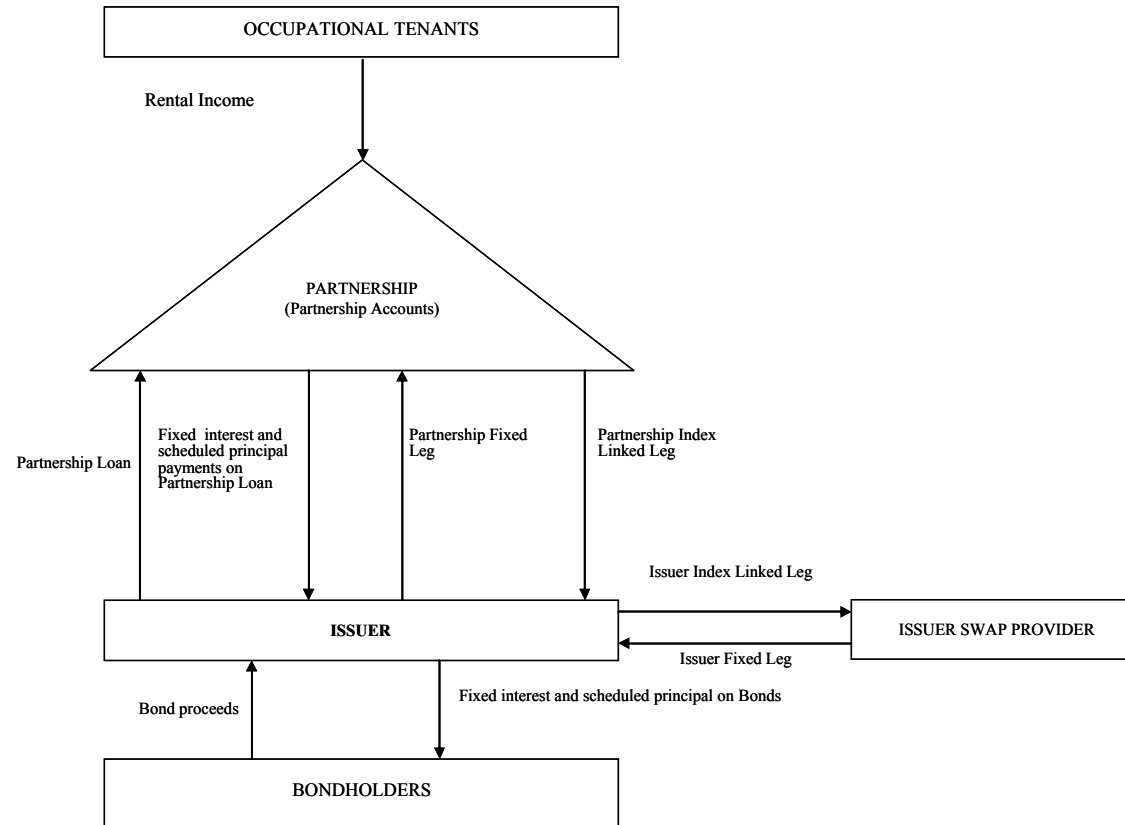 OCCUPATIONAL TENANTS
Rental Income
PARTNERSHIP
(Partnership Accounts)
Partnership Loan
Fixed interest and
scheduled principal
payments on
Partnership Loan
Partnership Fixed
Leg
Partnership Index
Linked Leg
Issuer Index Linked Leg
ISSUER
ISSUER SWAP PROVIDER
Issuer Fixed Leg
Bond proceeds
Fixed interest and scheduled principal on Bonds
BONDHOLDERS